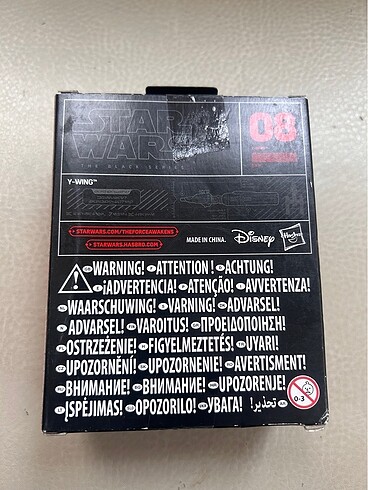 STAR
WARS
THE BLACK SERIES
08
Y-WING™
STARWARS.COM/THEFORCEAWAKENS
STARWARS.HASBRO.COM
MADE IN CHINA.
Disney
Hasbro
WARNING! ATTENTION! ACHTUNG!
¡ADVERTENCIA! ATENÇÃO! AVVERTENZA!
WAARSCHUWING! VARNING! ADVARSEL!
ADVARSEL! VAROITUS! ΠΡΟΕΙΔΟΠΟΙΗΣΗ!
OSTRZEŻENIE! FIGYELMEZTETÉS! UYARI!
UPOZORNĚNÍ! UPOZORNENIE! AVERTISMENT!
ВНИМАНИЕ! ВНИМАНИЕ! UPOZORENJE!
ĮSPĖJIMAS! OPOZORILO! УВАГА! تحذير!
0-3